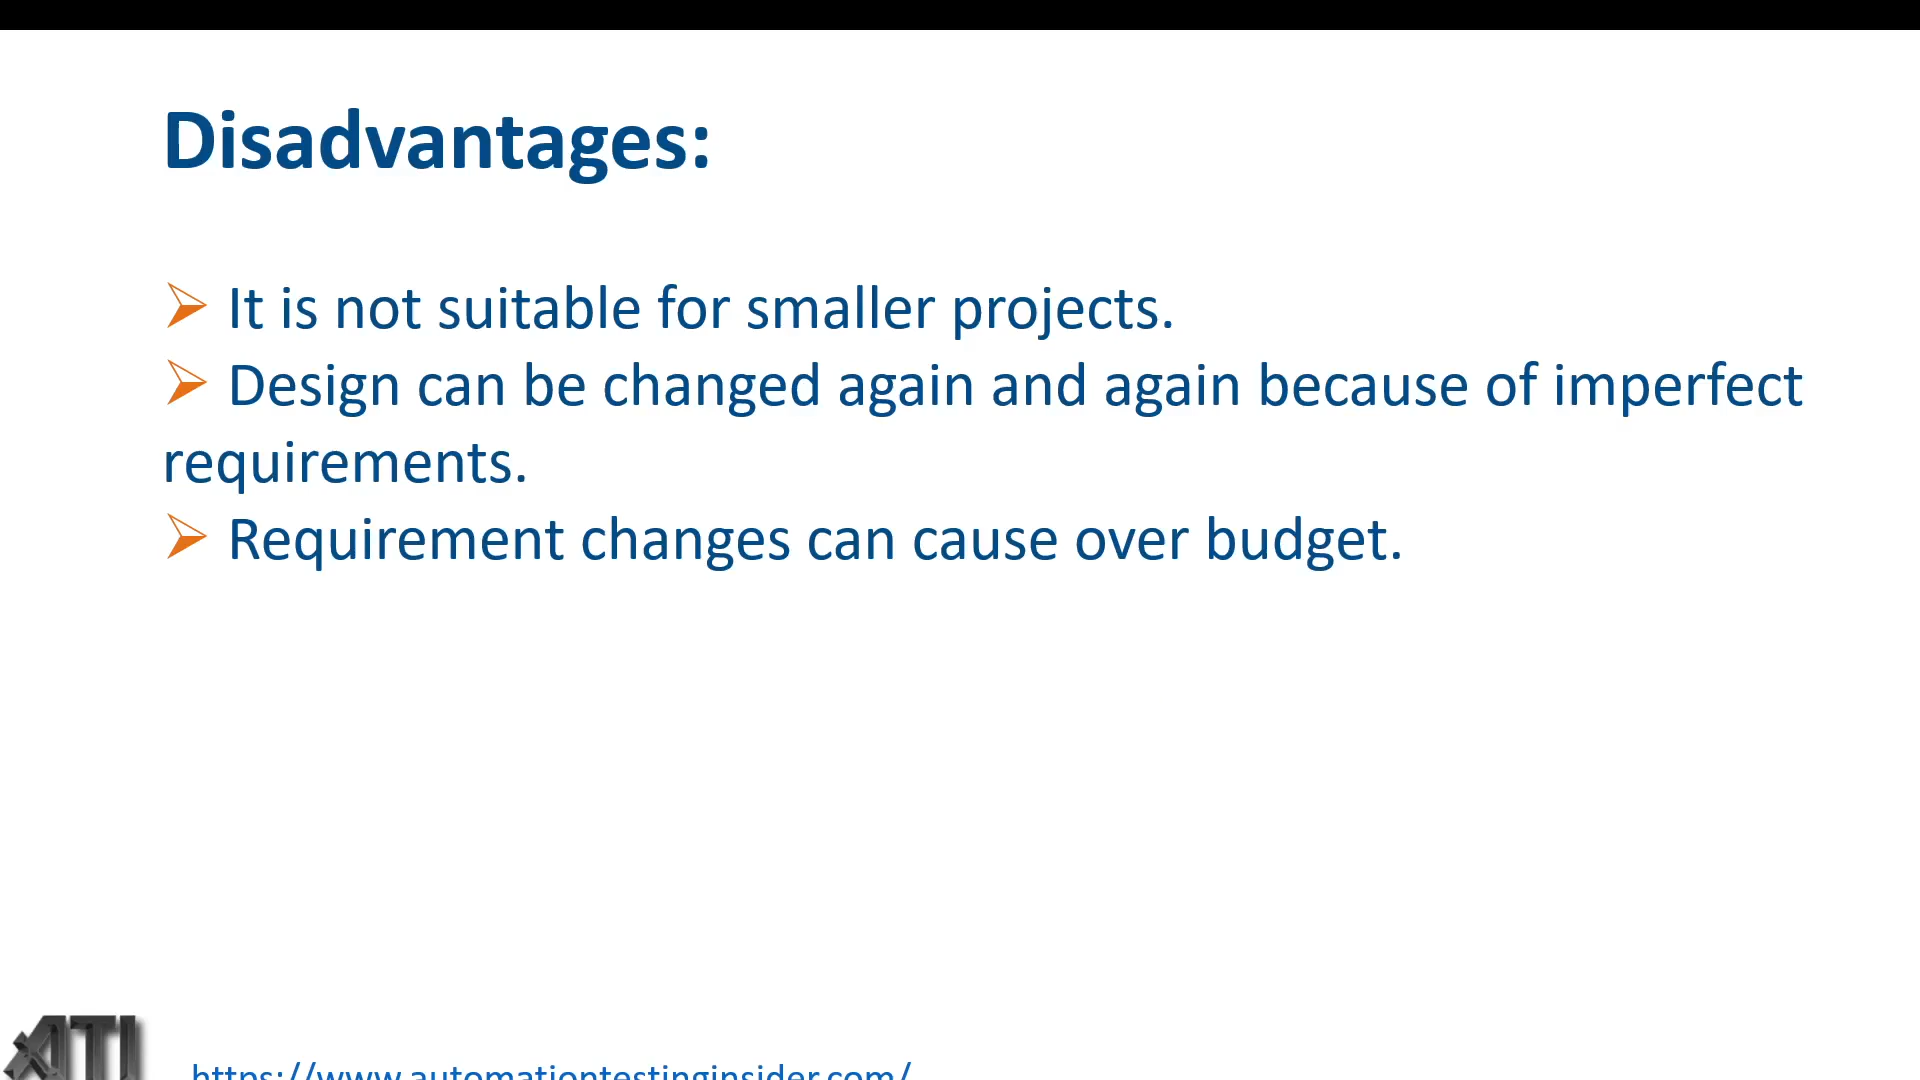 Disadvantages:
➢ It is not suitable for smaller projects.
➢ Design can be changed again and again because of imperfect
requirements.
➢ Requirement changes can cause over budget.
ATI
https://www.automationtestinginsider.com/